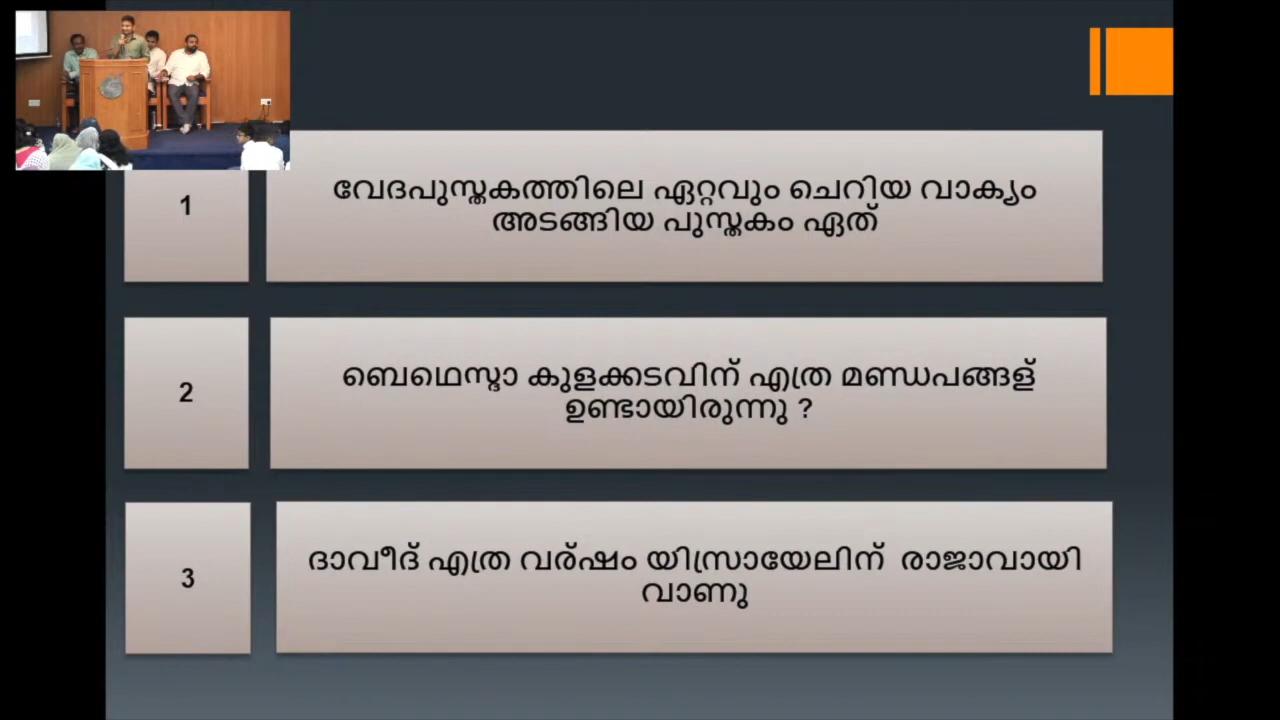 1
വേദപുസ്തകത്തിലെ ഏറ്റവും ചെറിയ വാക്യം
അടങ്ങിയ പുസ്തകം ഏത്
2
ബെഥെസ്ദാ കുളക്കടവിന് എത്ര മണ്ഡപങ്ങള്
ഉണ്ടായിരുന്നു ?
3
ദാവീദ് എത്ര വര്ഷം യിസ്രായേലിന് രാജാവായി
വാണു